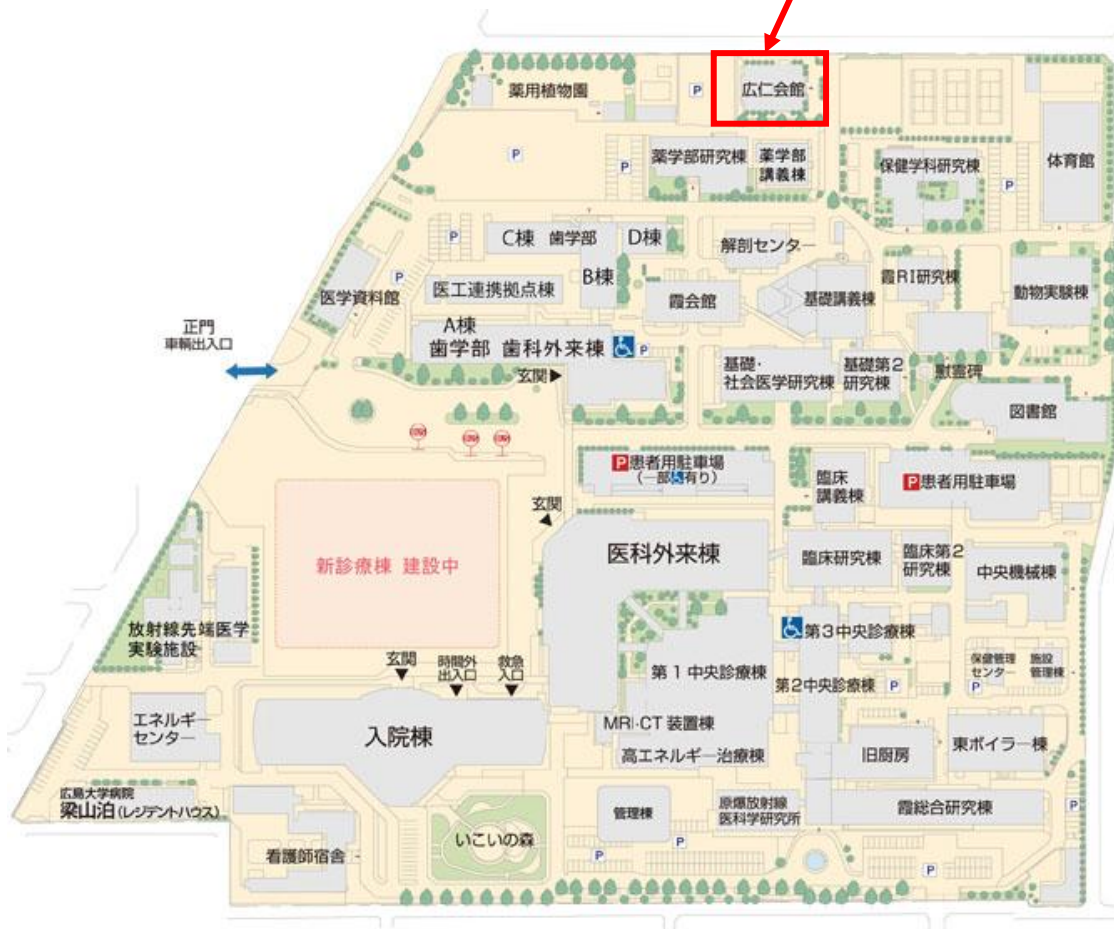 広仁会館
薬用植物園
P
P
P
薬学部研究棟
薬学部
講義棟
保健学科研究棟
体育館
P
P
C棟 歯学部
D棟
解剖センター
P
医学資料館
医工連携拠点棟
B棟
霞会館
基礎講義棟
霞RI研究棟
動物実験棟
正門
車輌出入口
A棟
歯学部 歯科外来棟
P
玄関
基礎・
社会医学研究棟
基礎第2
研究棟
慰霊碑
図書館
P患者用駐車場
(一部有り)
臨床
講義棟
P患者用駐車場
玄関
医科外来棟
臨床研究棟
臨床第2
研究棟
中央機械棟
新診療棟 建設中
放射線先端医学
実験施設
第3中央診療棟
第1中央診療棟
第2中央診療棟
P
保健管理
センター
P
施設
管理棟
玄関
時間外
出入口
救急
入口
エネルギー
センター
入院棟
MRI・CT 装置棟
高エネルギー治療棟
旧厨房
東ボイラー棟
広島大学病院
梁山泊(レジデントハウス)
管理棟
原爆放射線
医科学研究所
霞総合研究棟
P
看護師宿舎
いこいの森
P
P
P